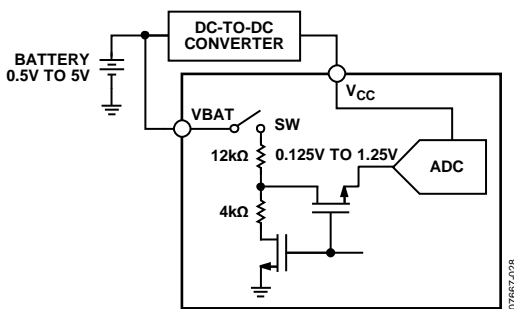 DC-TO-DC
CONVERTER
BATTERY
0.5V TO 5V
VCC
VBAT
SW
12kΩ
0.125V TO 1.25V
ADC
4kΩ
07667-028